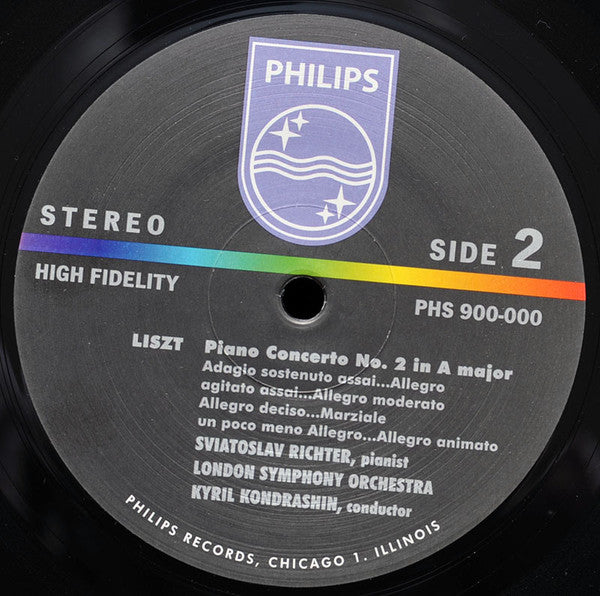 PHILIPS
STEREO
SIDE 2
HIGH FIDELITY
PHS 900-000
LISZT Piano Concerto No. 2 in A major
Adagio sostenuto assai...Allegro
agitato assai...Allegro moderato
Allegro deciso...Marziale
un poco meno Allegro...Allegro animato
SVIATOSLAV RICHTER, pianist
LONDON SYMPHONY ORCHESTRA
KYRIL KONDRASHIN, conductor
PHILIPS RECORDS, CHICAGO 1. ILLINOIS